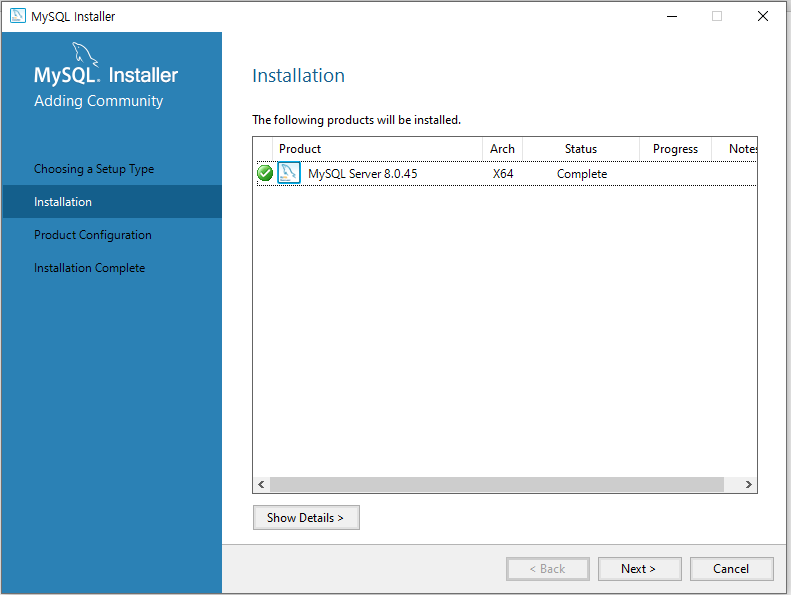 MySQL Installer
MySQL. Installer
Adding Community
Choosing a Setup Type
Installation
Product Configuration
Installation Complete
Installation
The following products will be installed.
Product Arch Status Progress Notes
MySQL Server 8.0.45 X64 Complete
Show Details >
< Back Next > Cancel